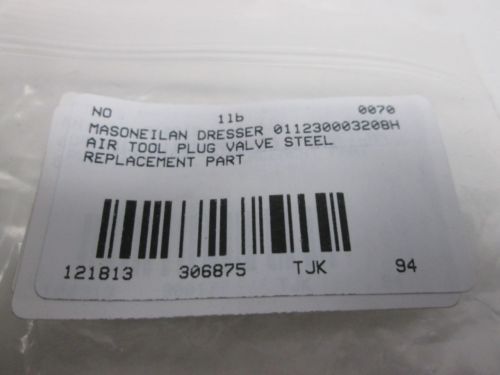 NO 11b 0070
MASONEILAN DRESSER 011230003208H
AIR TOOL PLUG VALVE STEEL
REPLACEMENT PART
121813 306875 TJK 94